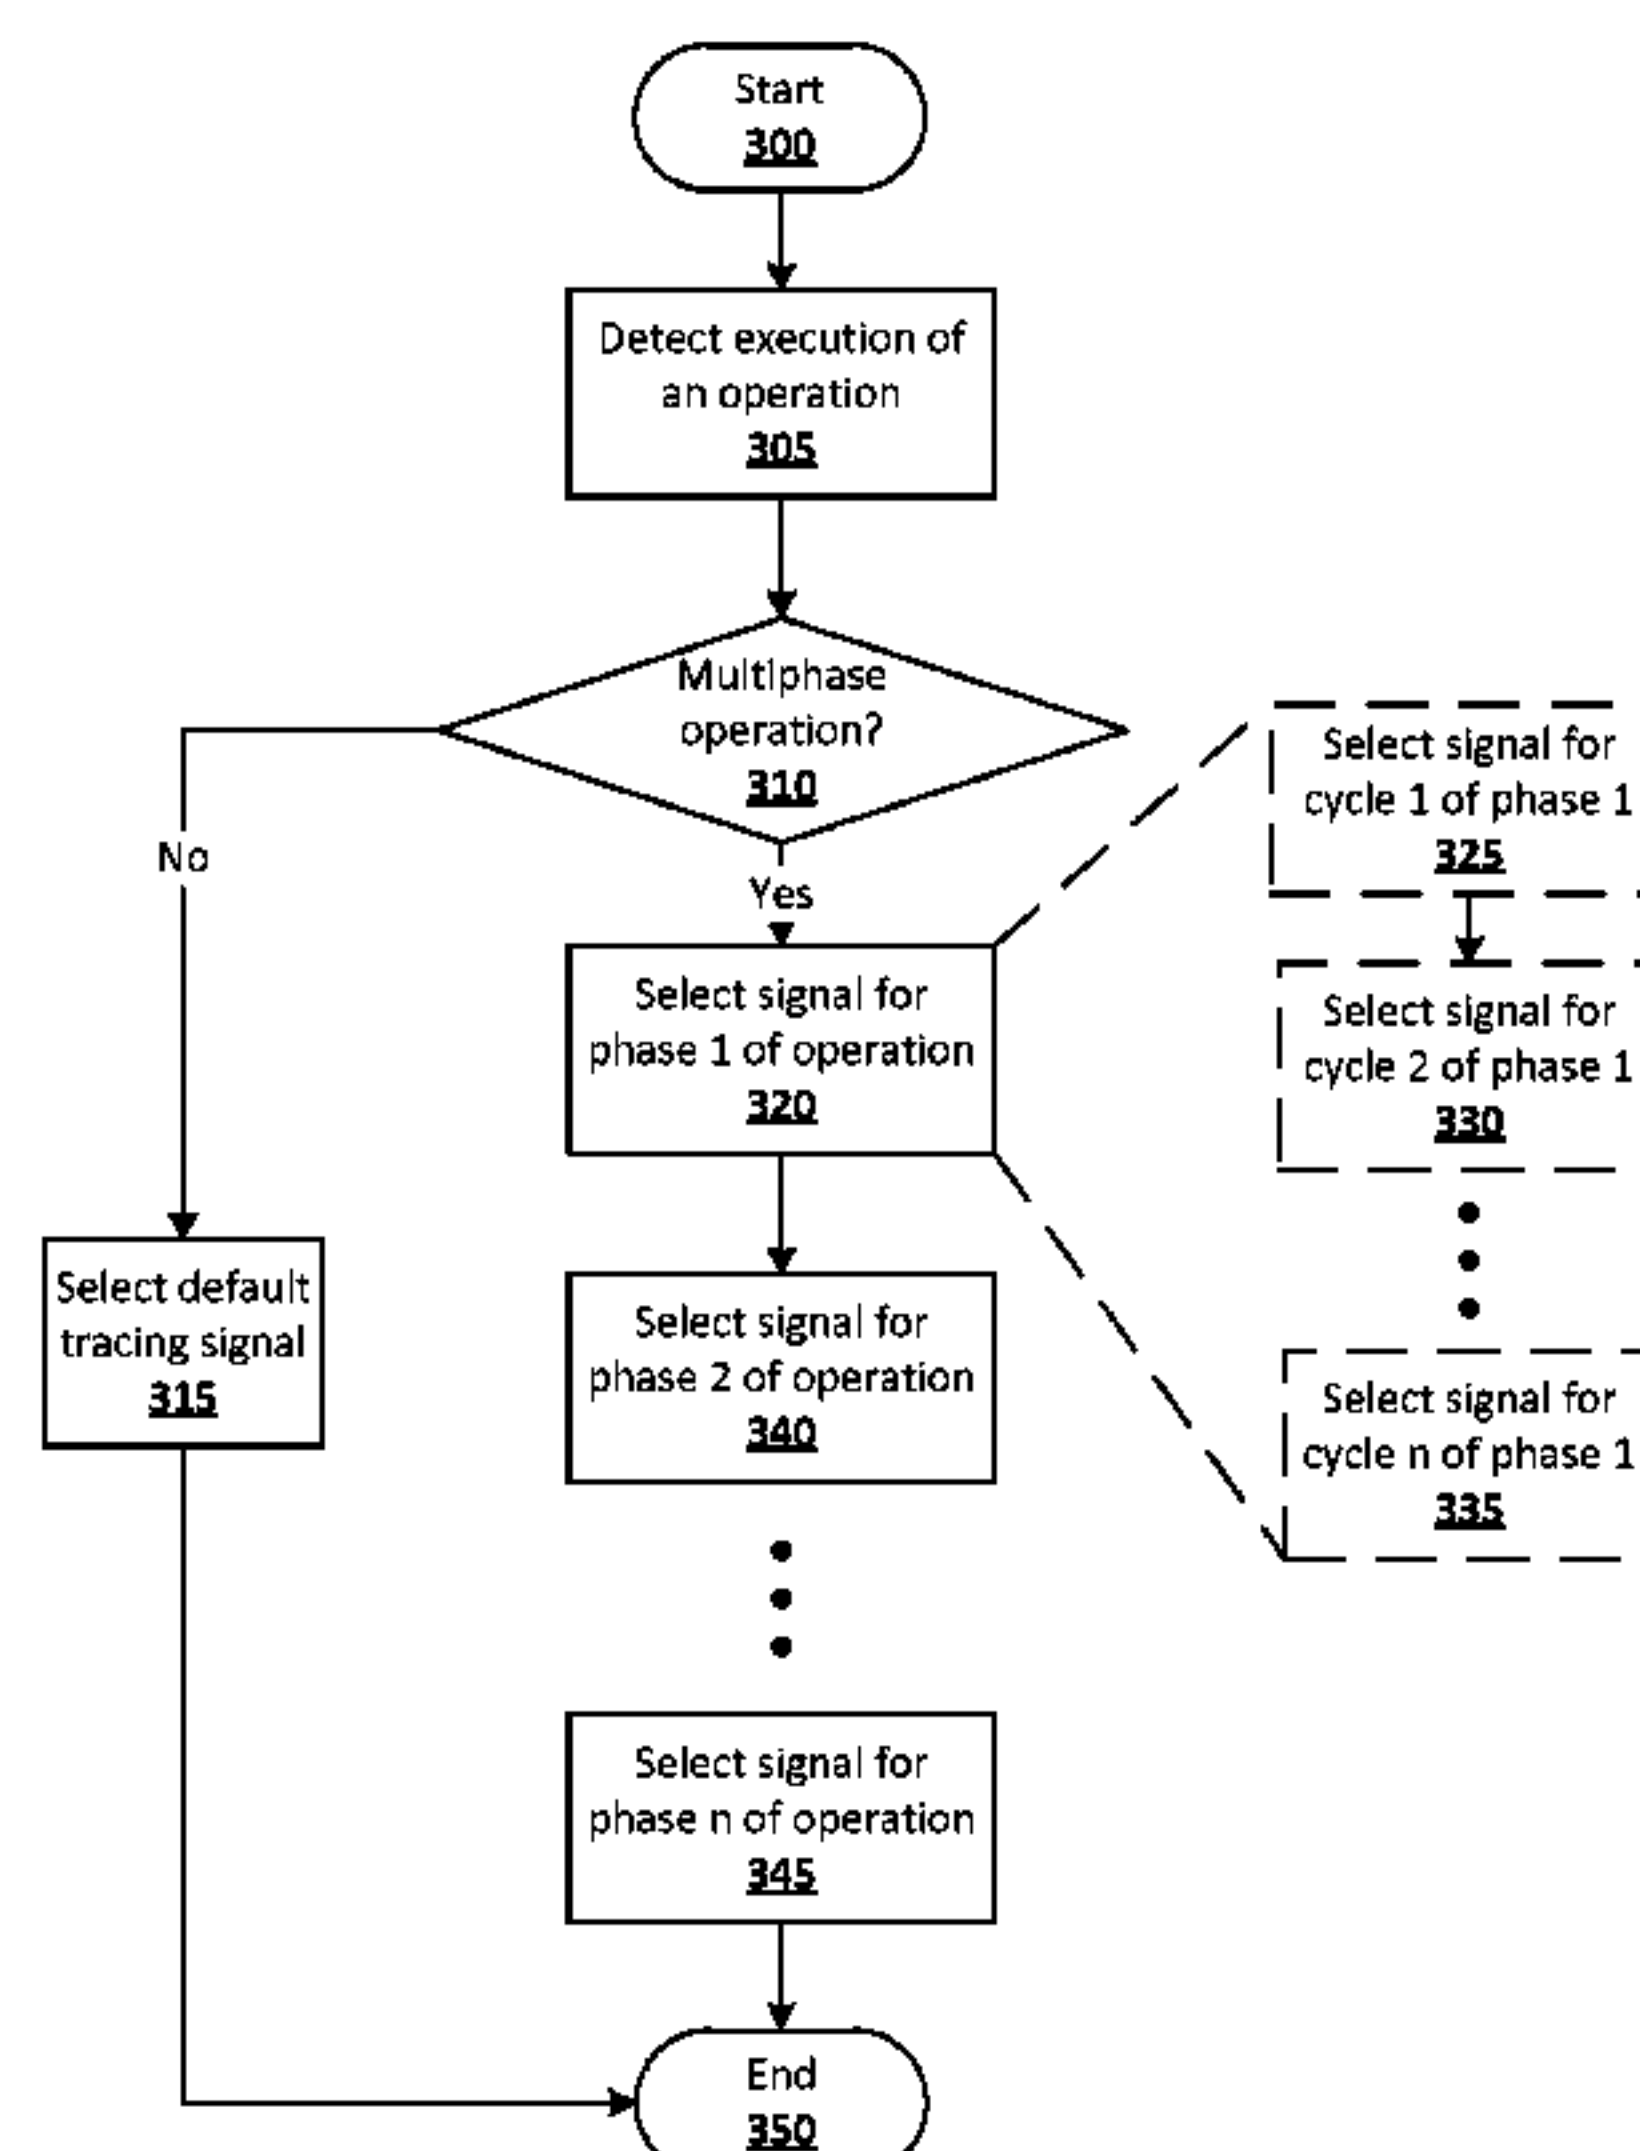 Start
300
Detect execution of
an operation
305
Multiphase
operation?
310
No
Yes
Select signal for
phase 1 of operation
320
Select signal for
cycle 1 of phase 1
325
Select signal for
cycle 2 of phase 1
330
Select signal for
cycle n of phase 1
335
Select default
tracing signal
315
Select signal for
phase 2 of operation
340
Select signal for
phase n of operation
345
End
350